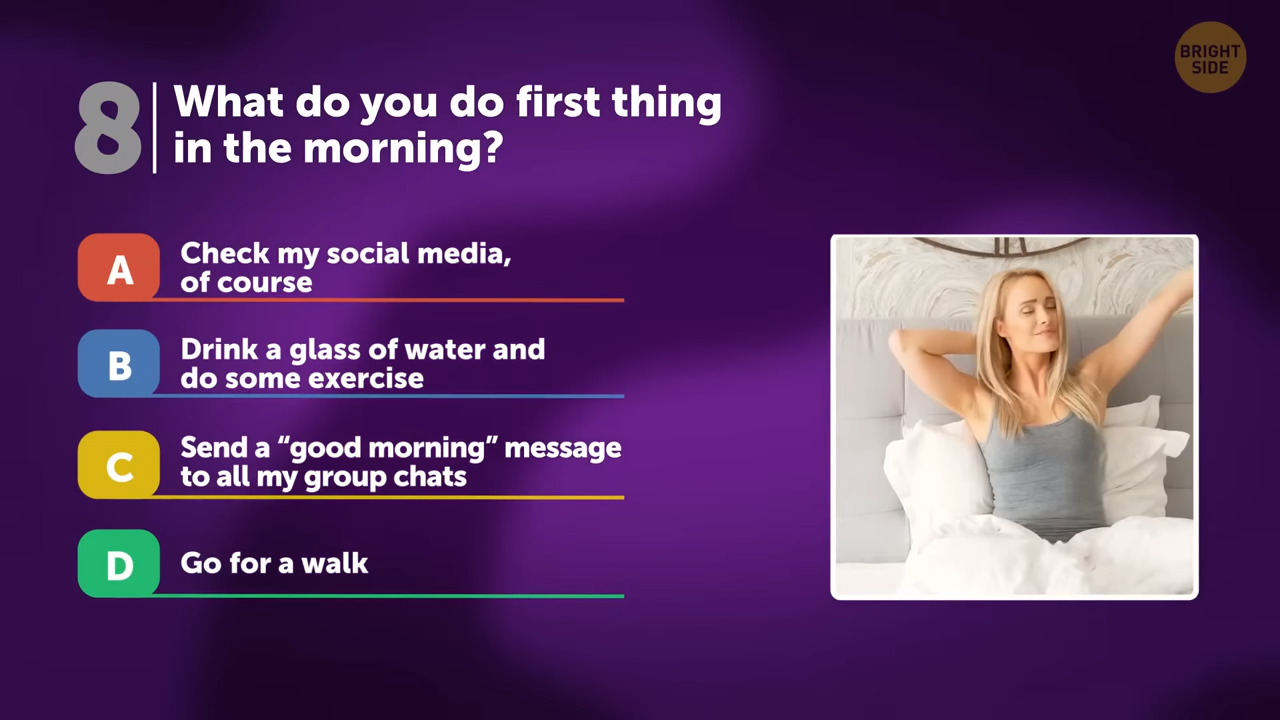 BRIGHT
SIDE
8
What do you do first thing
in the morning?
A
Check my social media,
of course
B
Drink a glass of water and
do some exercise
C
Send a “good morning” message
to all my group chats
D
Go for a walk